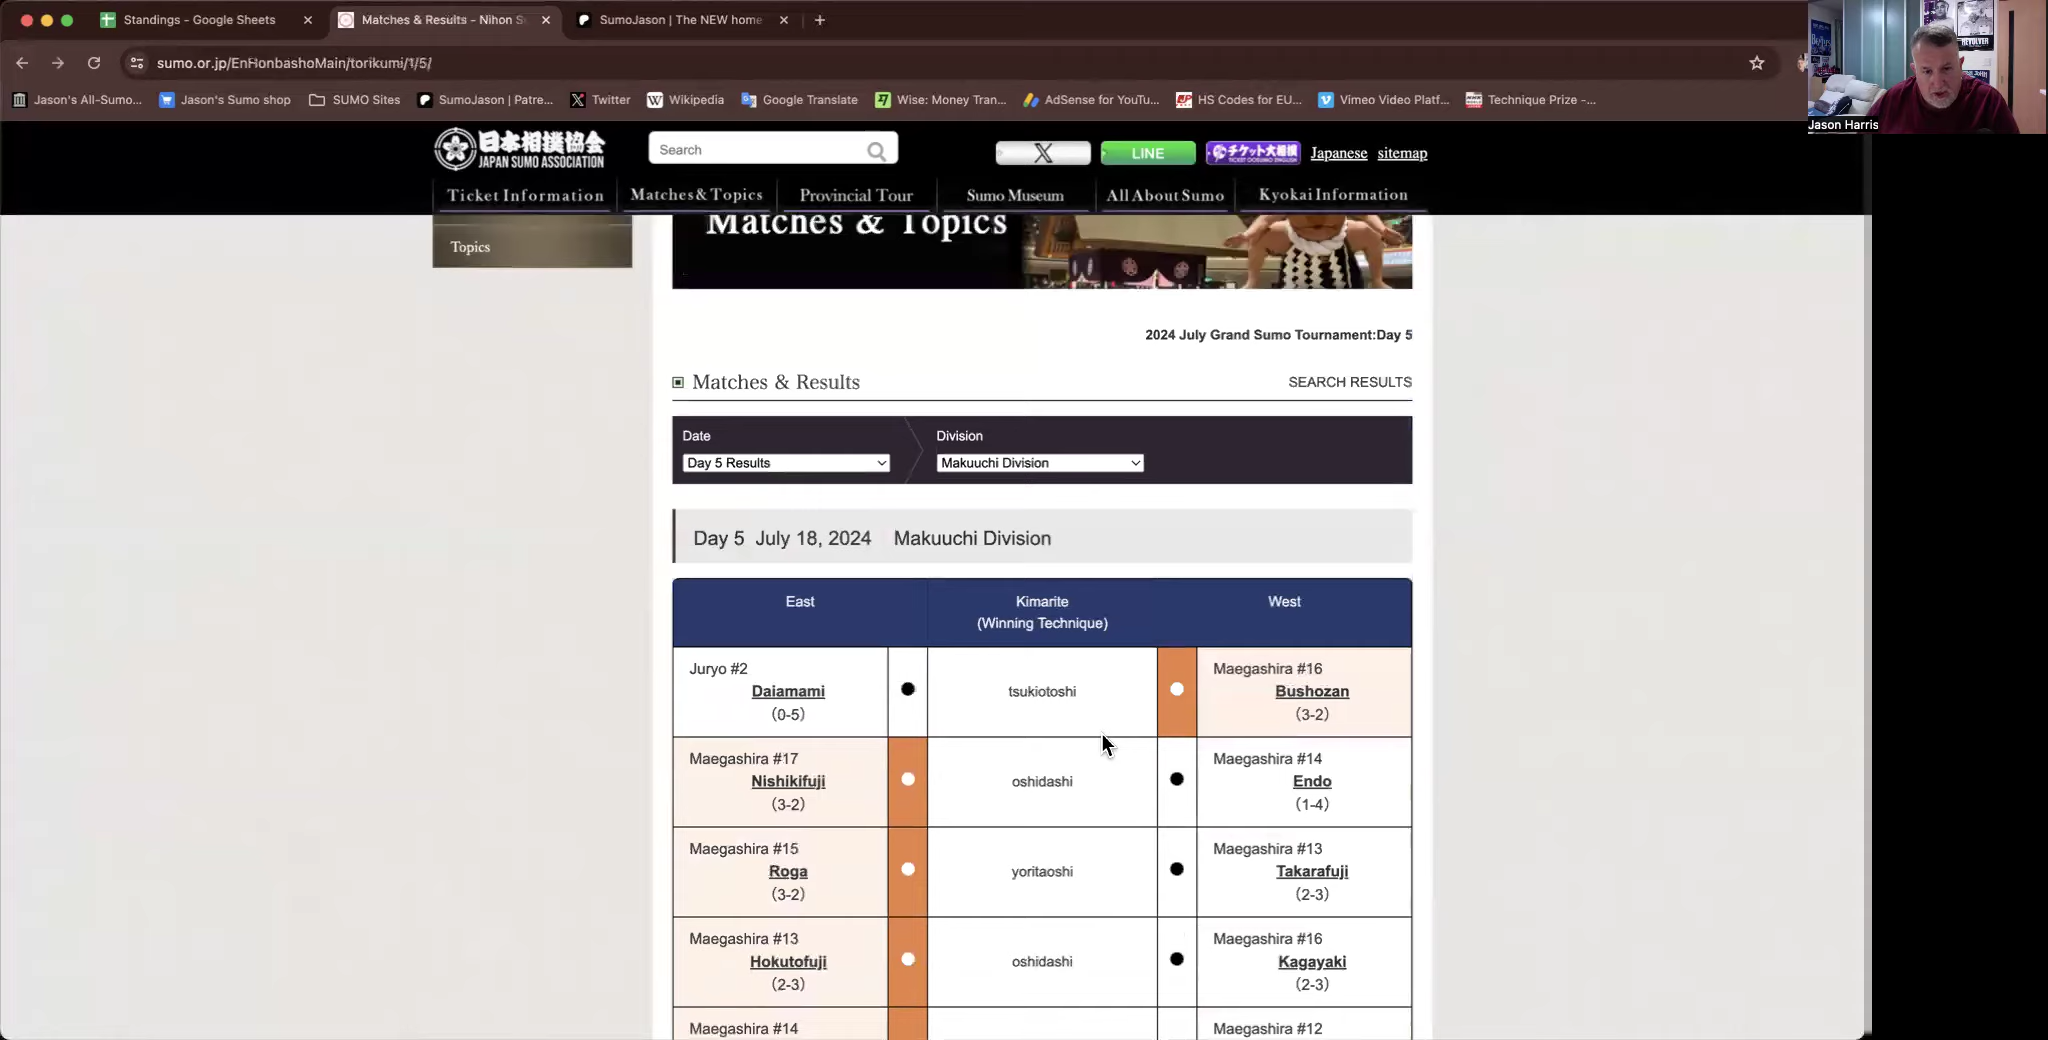 Standings - Google Sheets
Matches & Results - Nihon S
SumoJason | The NEW home
sumo.or.jp/EnHonbashoMain/torikumi/1/5/
Jason's All-Sumo...
Jason's Sumo shop
SUMO Sites
SumoJason | Patre...
Twitter
Wikipedia
Google Translate
Wise: Money Tran...
AdSense for YouTu...
HS Codes for EU...
Vimeo Video Platf...
Technique Prize -...
Jason Harris
日本相撲協会
JAPAN SUMO ASSOCIATION
Search
X
LINE
チケット大相撲
TICKET OOSUMO ENGLISH
Japanese
sitemap
Ticket Information
Matches & Topics
Provincial Tour
Sumo Museum
All About Sumo
Kyokai Information
Topics
Matches & Topics
2024 July Grand Sumo Tournament:Day 5
Matches & Results
SEARCH RESULTS
Date
Division
Day 5 Results
Makuuchi Division
Day 5 July 18, 2024 Makuuchi Division
East
Kimarite
(Winning Technique)
West
Juryo #2
Daiamami
(0-5)
tsukiotoshi
Maegashira #16
Bushozan
(3-2)
Maegashira #17
Nishikifuji
(3-2)
oshidashi
Maegashira #14
Endo
(1-4)
Maegashira #15
Roga
(3-2)
yoritaoshi
Maegashira #13
Takarafuji
(2-3)
Maegashira #13
Hokutofuji
(2-3)
oshidashi
Maegashira #16
Kagayaki
(2-3)
Maegashira #14
Maegashira #12